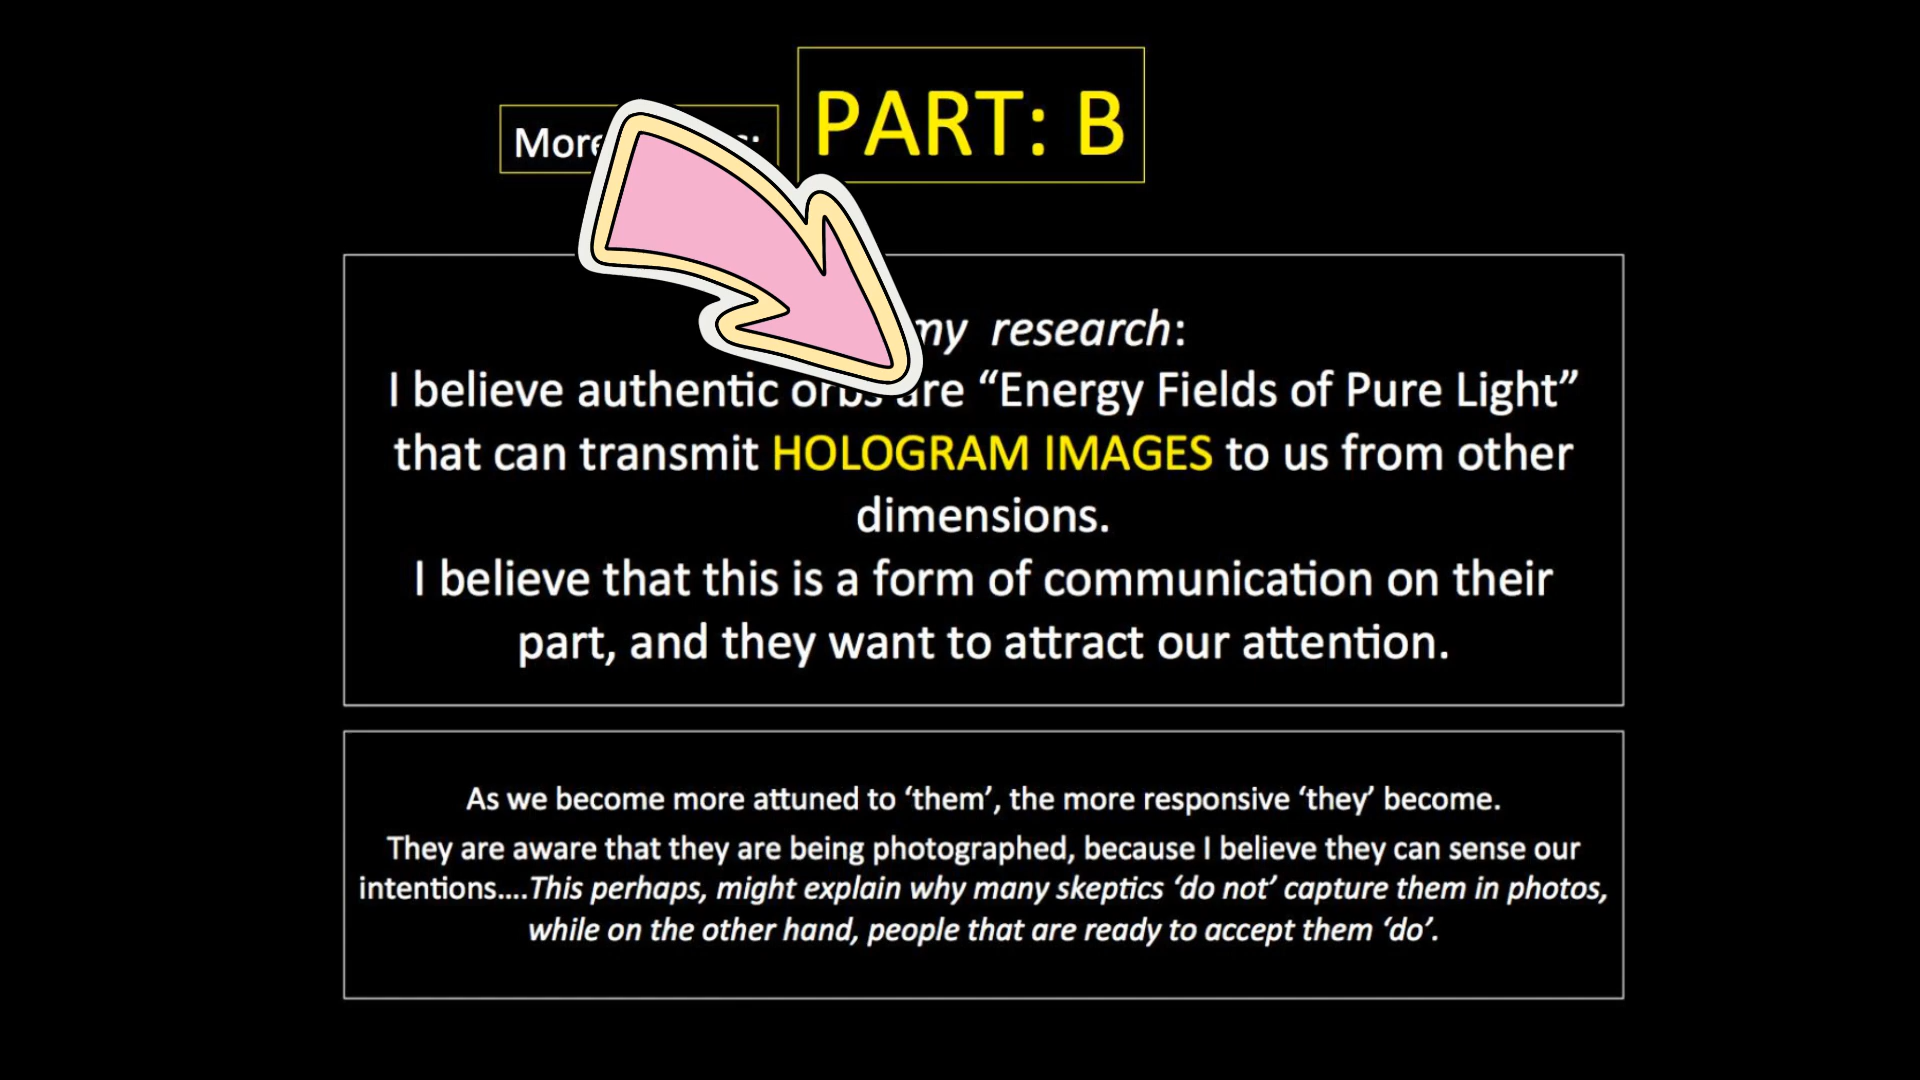 More
PART: B
my research:
I believe authentic orbs are “Energy Fields of Pure Light”
that can transmit HOLOGRAM IMAGES to us from other
dimensions.
I believe that this is a form of communication on their
part, and they want to attract our attention.
As we become more attuned to ‘them’, the more responsive ‘they’ become.
They are aware that they are being photographed, because I believe they can sense our
intentions....This perhaps, might explain why many skeptics ‘do not’ capture them in photos,
while on the other hand, people that are ready to accept them ‘do’.